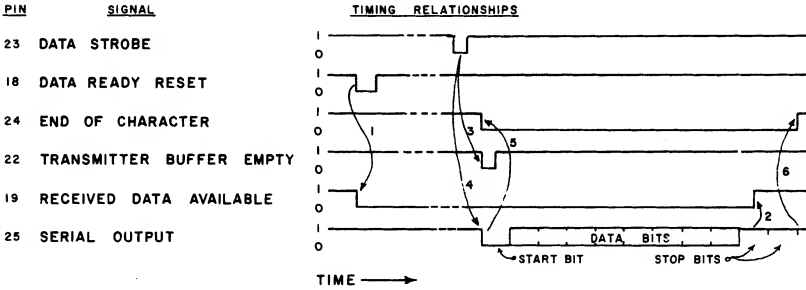 PIN SIGNAL TIMING RELATIONSHIPS
23 DATA STROBE 1 0
18 DATA READY RESET 1 0
24 END OF CHARACTER 1 0
1 3 5
22 TRANSMITTER BUFFER EMPTY 1 0
4 6
19 RECEIVED DATA AVAILABLE 1 0
2
25 SERIAL OUTPUT 1 0 DATA BITS
START BIT STOP BITS
TIME